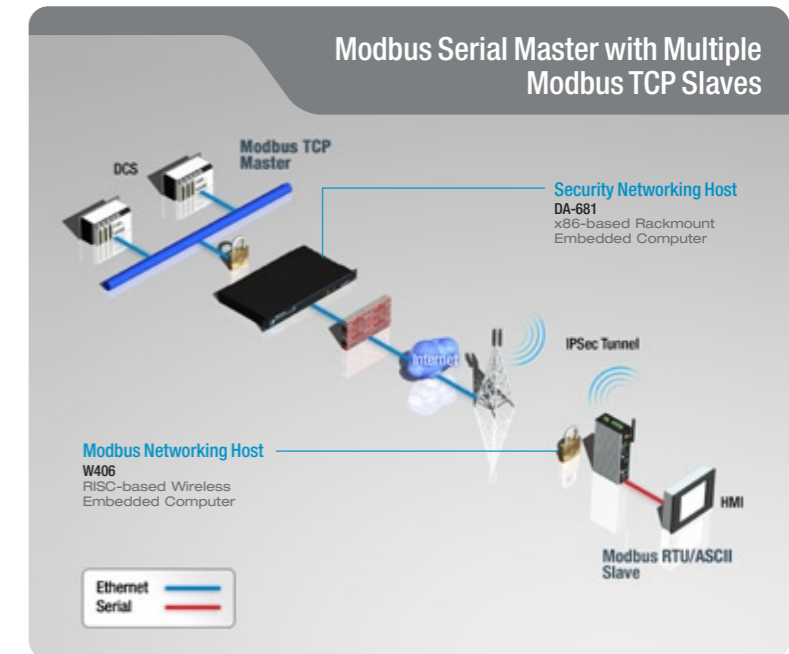 Modbus Serial Master with Multiple
Modbus TCP Slaves
DCS
Modbus TCP
Master
Security Networking Host
DA-681
x86-based Rackmount
Embedded Computer
Internet
IPSec Tunnel
Modbus Networking Host
W406
RISC-based Wireless
Embedded Computer
HMI
Modbus RTU/ASCII
Slave
Ethernet
Serial